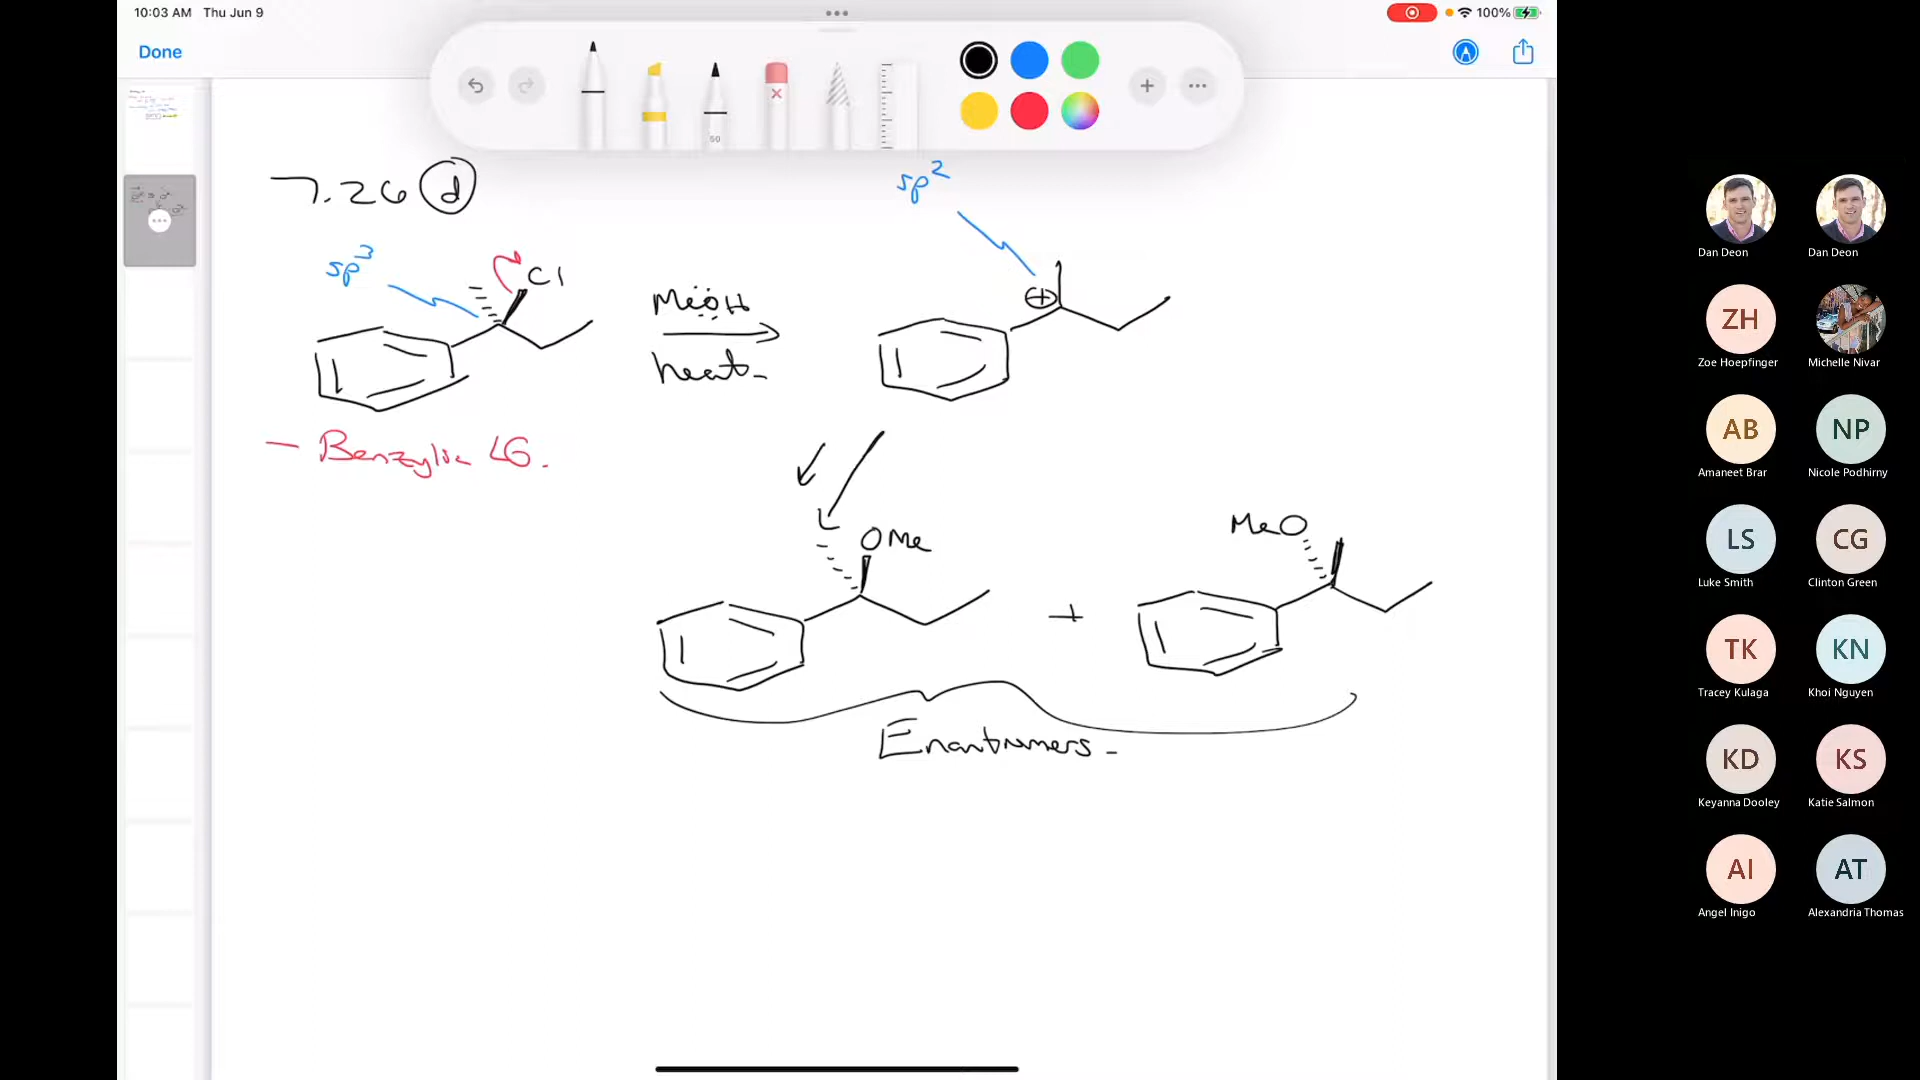 10:03 AM Thu Jun 9
100%
Done
50
7.26 d
sp2
sp3
Cl
MeÖH
heat
- Benzylic LG.
OMe
MeO
+
Enantiomers -
Dan Deon
Dan Deon
ZH
Zoe Hoepfinger
Michelle Nivar
AB
NP
Amaneet Brar
Nicole Podhirny
LS
CG
Luke Smith
Clinton Green
TK
KN
Tracey Kulaga
Khoi Nguyen
KD
KS
Keyanna Dooley
Katie Salmon
AI
AT
Angel Inigo
Alexandria Thomas